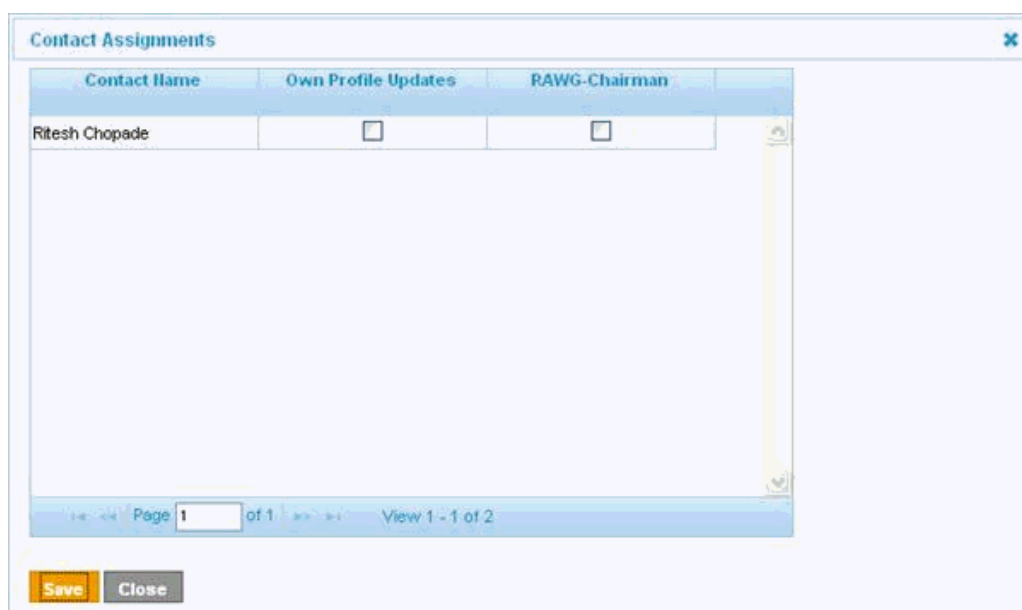 Contact Assignments
Contact Name Own Profile Updates RAWG-Chairman
Ritesh Chopade
Page 1 of 1 View 1 - 1 of 2
Save Close